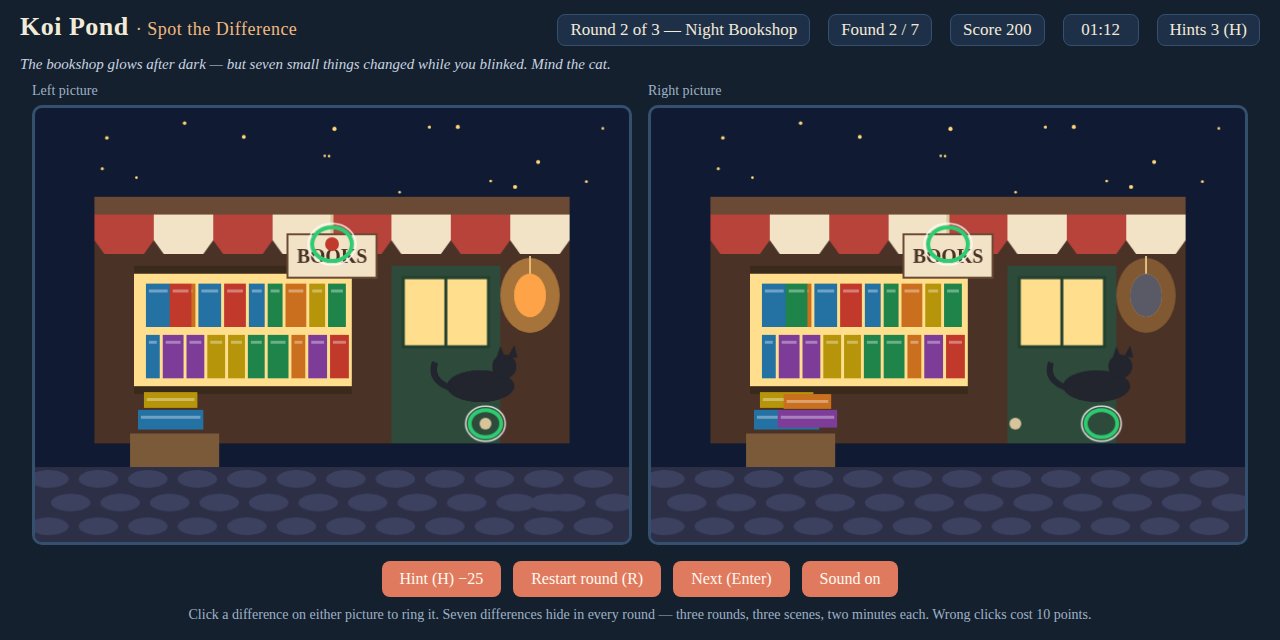 Koi Pond · Spot the Difference
Round 2 of 3 — Night Bookshop
Found 2 / 7
Score 200
01:12
Hints 3 (H)
The bookshop glows after dark — but seven small things changed while you blinked. Mind the cat.
Left picture
Right picture
BOOKS
BOOKS
Hint (H) −25
Restart round (R)
Next (Enter)
Sound on
Click a difference on either picture to ring it. Seven differences hide in every round — three rounds, three scenes, two minutes each. Wrong clicks cost 10 points.